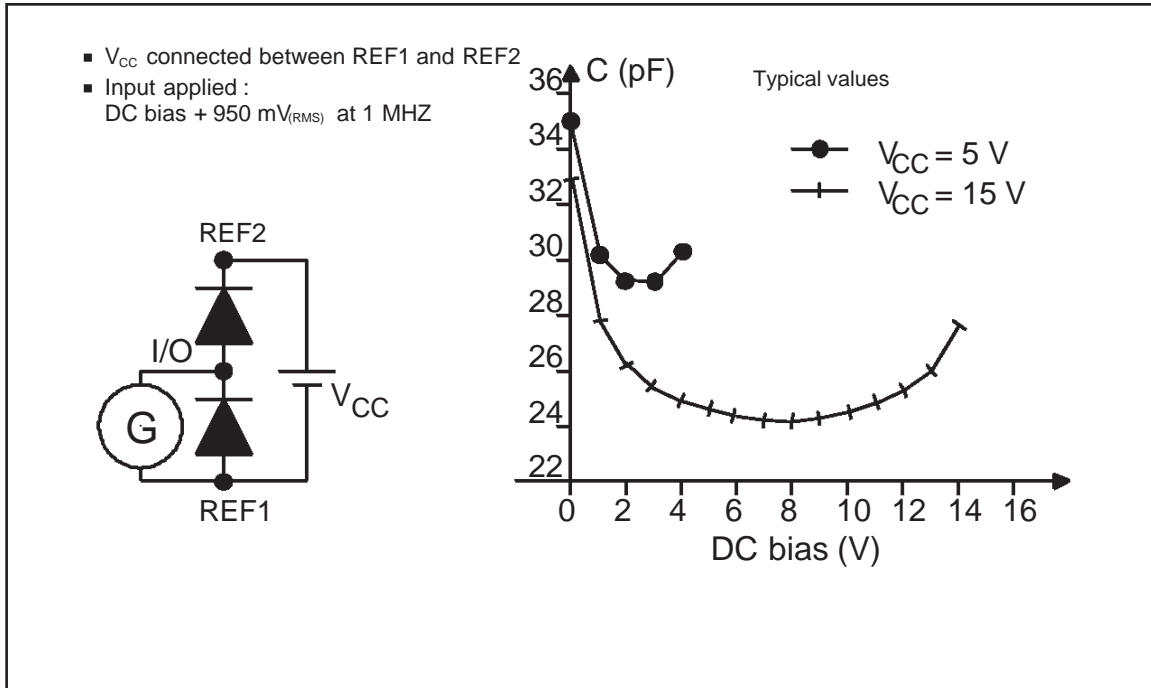 ■ VCC connected between REF1 and REF2
■ Input applied :
DC bias + 950 mV(RMS) at 1 MHZ
REF2
I/O
G
VCC
REF1
C (pF)
Typical values
VCC = 5 V
VCC = 15 V
36
34
32
30
28
26
24
22
0 2 4 6 8 10 12 14 16
DC bias (V)